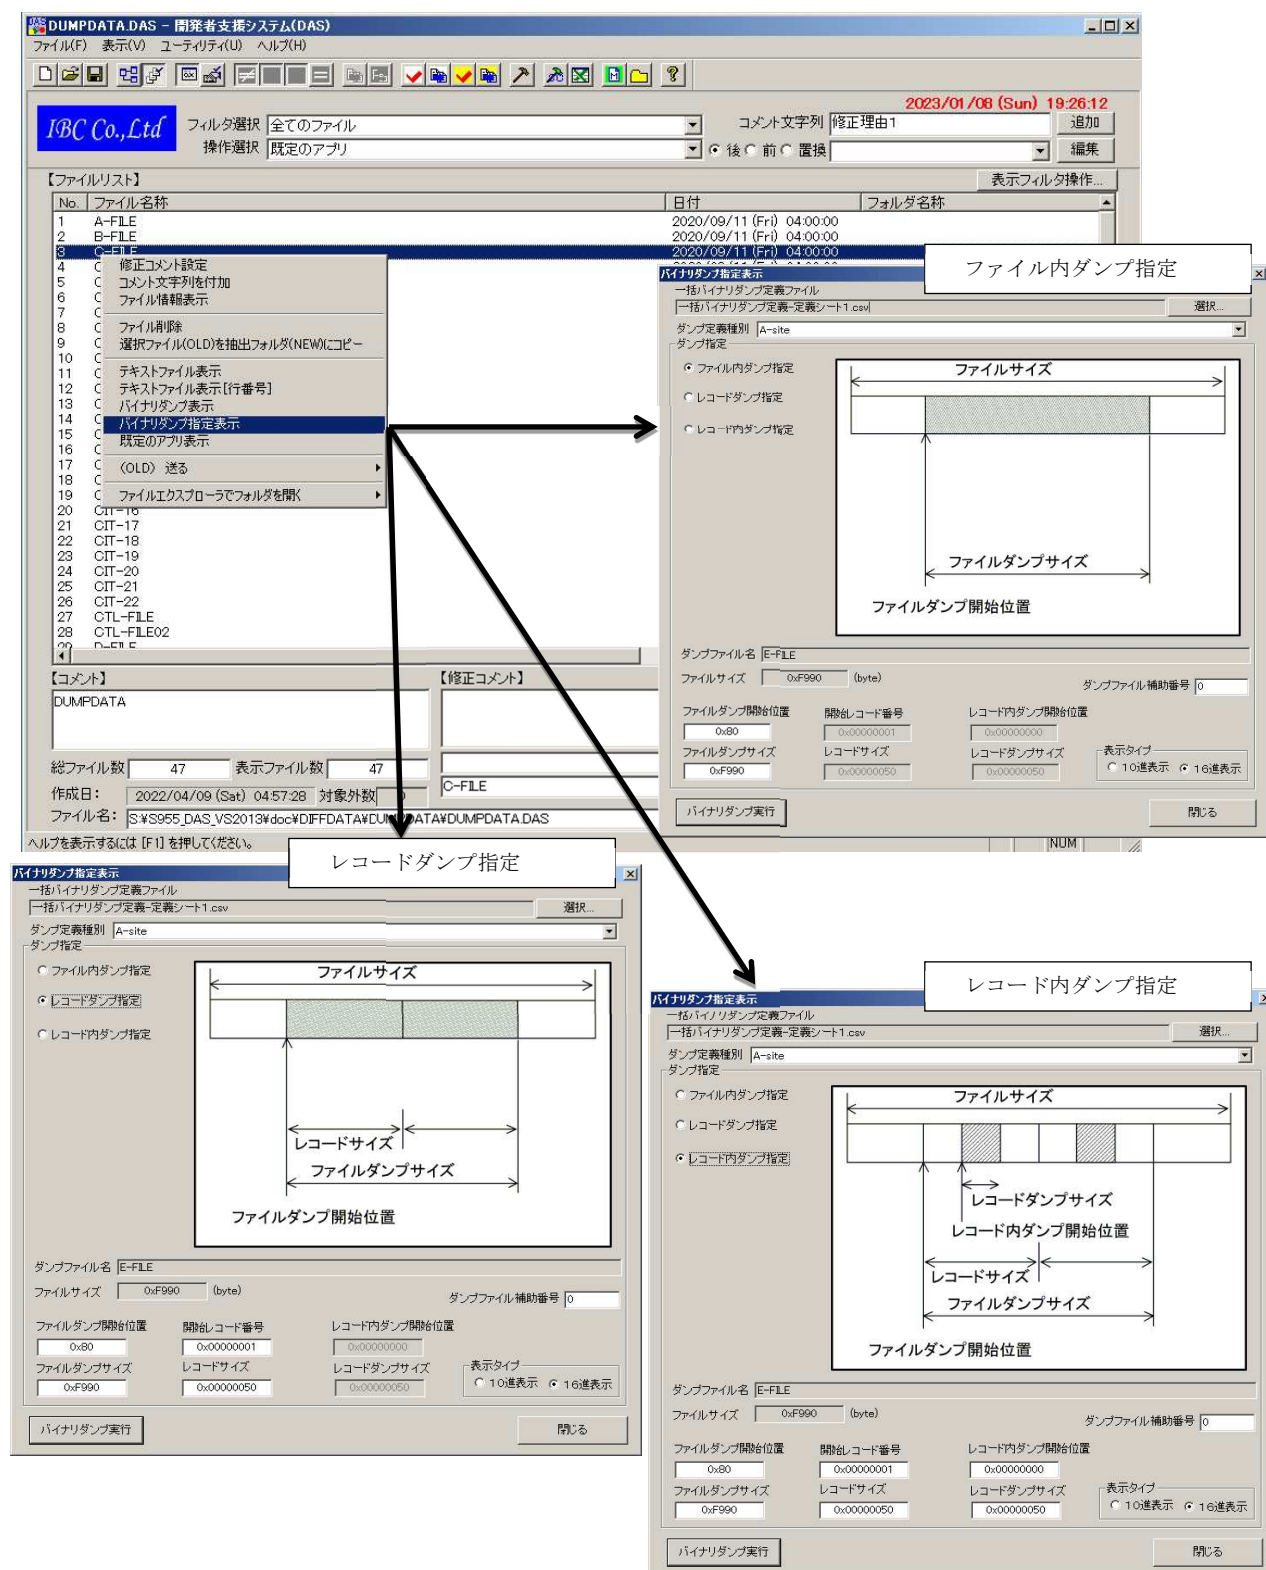 DUMPDATA.DAS - 開発者支援システム(DAS)
ファイル(F) 表示(V) ユーティリティ(U) ヘルプ(H)
2023/01/08 (Sun) 19:26:12
IBC Co.,Ltd
フィルタ選択 全てのファイル
コメント文字列 修正理由1 追加
操作選択 既定のアプリ
後 前 置換 編集
【ファイルリスト】
表示フィルタ操作...
No. ファイル名称 日付 フォルダ名称
1 A-FILE 2020/09/11 (Fri) 04:00:00
2 B-FILE 2020/09/11 (Fri) 04:00:00
3 C-FILE 2020/09/11 (Fri) 04:00:00
4 C
5 C
6 C
7 C
8 C
9 C
10 C
11 C
12 C
13 C
14 C
15 C
16 C
17 C
18 C
19 C
20 CIT-16
21 CIT-17
22 CIT-18
23 CIT-19
24 CIT-20
25 CIT-21
26 CIT-22
27 CTL-FILE
28 CTL-FILE02
29 D-FILE
修正コメント設定
コメント文字列を付加
ファイル情報表示
ファイル削除
選択ファイル(OLD)を抽出フォルダ(NEW)にコピー
テキストファイル表示
テキストファイル表示[行番号]
バイナリダンプ表示
バイナリダンプ指定表示
既定のアプリ表示
(OLD) 送る
ファイルエクスプローラでフォルダを開く
【コメント】
DUMPDATA
【修正コメント】
C-FILE
総ファイル数 47 表示ファイル数 47
作成日: 2022/04/09 (Sat) 04:57:28 対象外数 0
ファイル名: S:¥S955_DAS_VS2013¥doc¥DIFFDATA¥DUMPDATA¥DUMPDATA.DAS
ヘルプを表示するには [F1] を押してください。
NUM
ファイル内ダンプ指定
バイナリダンプ指定表示
一括バイナリダンプ定義ファイル
一括バイナリダンプ定義-定義シート1.csv 選択...
ダンプ定義種別 A-site
ダンプ指定
ファイル内ダンプ指定
レコードダンプ指定
レコード内ダンプ指定
ファイルサイズ
ファイルダンプサイズ
ファイルダンプ開始位置
ダンプファイル名 E-FILE
ファイルサイズ 0xF990 (byte)
ダンプファイル補助番号 0
ファイルダンプ開始位置 開始レコード番号 レコード内ダンプ開始位置
0x80 0x00000001 0x00000000
ファイルダンプサイズ レコードサイズ レコードダンプサイズ 表示タイプ
0xF990 0x00000050 0x00000050 10進表示 16進表示
バイナリダンプ実行 閉じる
レコードダンプ指定
バイナリダンプ指定表示
一括バイナリダンプ定義ファイル
一括バイナリダンプ定義-定義シート1.csv 選択...
ダンプ定義種別 A-site
ダンプ指定
ファイル内ダンプ指定
レコードダンプ指定
レコード内ダンプ指定
ファイルサイズ
レコードサイズ
ファイルダンプサイズ
ファイルダンプ開始位置
ダンプファイル名 E-FILE
ファイルサイズ 0xF990 (byte)
ダンプファイル補助番号 0
ファイルダンプ開始位置 開始レコード番号 レコード内ダンプ開始位置
0x80 0x00000001 0x00000000
ファイルダンプサイズ レコードサイズ レコードダンプサイズ 表示タイプ
0xF990 0x00000050 0x00000050 10進表示 16進表示
バイナリダンプ実行 閉じる
レコード内ダンプ指定
バイナリダンプ指定表示
一括バイナリダンプ定義ファイル
一括バイナリダンプ定義-定義シート1.csv 選択...
ダンプ定義種別 A-site
ダンプ指定
ファイル内ダンプ指定
レコードダンプ指定
レコード内ダンプ指定
ファイルサイズ
レコードダンプサイズ
レコード内ダンプ開始位置
レコードサイズ
ファイルダンプサイズ
ファイルダンプ開始位置
ダンプファイル名 E-FILE
ファイルサイズ 0xF990 (byte)
ダンプファイル補助番号 0
ファイルダンプ開始位置 開始レコード番号 レコード内ダンプ開始位置
0x80 0x00000001 0x00000000
ファイルダンプサイズ レコードサイズ レコードダンプサイズ 表示タイプ
0xF990 0x00000050 0x00000050 10進表示 16進表示
バイナリダンプ実行 閉じる